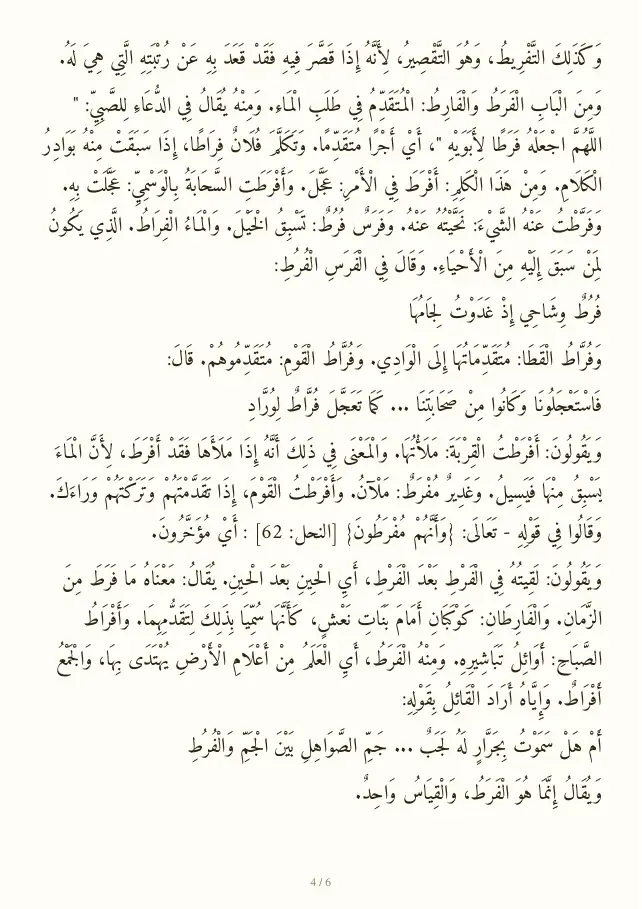 وَكَذَلِكَ التَّفْرِيطُ، وَهُوَ التَّقْصِيرُ، لِأَنَّهُ إِذَا قَصَّرَ فِيهِ فَقَدْ قَعَدَ بِهِ عَنْ رُتْبَتِهِ الَّتِي هِيَ لَهُ.
وَمِنَ الْبَابِ الْفَرَطُ وَالْفَارِطُ: الْمُتَقَدِّمُ فِي طَلَبِ الْمَاءِ. وَمِنْهُ يُقَالُ فِي الدُّعَاءِ لِلصَّبِيِّ: "
اللَّهُمَّ اجْعَلْهُ فَرَطًا لِأَبَوَيْهِ "، أَيْ أَجْرًا مُتَقَدِّمًا. وَتَكَلَّمَ فُلَانٌ فِرَاطًا، إِذَا سَبَقَتْ مِنْهُ بَوَادِرُ
الْكَلَامِ. وَمِنْ هَذَا الْكَلِمِ: أَفْرَطَ فِي الْأَمْرِ: عَجَّلَ. وَأَفْرَطَتِ السَّحَابَةُ بِالْوَسْمِيِّ: عَجَّلَتْ بِهِ.
وَفَرَّطْتُ عَنْهُ الشَّيْءَ: نَحَّيْتُهُ عَنْهُ. وَفَرَسٌ فُرُطٌ: تَسْبِقُ الْخَيْلَ. وَالْمَاءُ الْفِرَاطُ. الَّذِي يَكُونُ
لِمَنْ سَبَقَ إِلَيْهِ مِنَ الْأَحْيَاءِ. وَقَالَ فِي الْفَرَسِ الْفُرُطِ:
فُرُطٌ وِشَاحِي إِذْ غَدَوْتُ لِجَامُهَا
وَفُرَّاطُ الْقَطَا: مُتَقَدِّمَاتُهَا إِلَى الْوَادِي. وَفُرَّاطُ الْقَوْمِ: مُتَقَدِّمُوهُمْ. قَالَ:
فَاسْتَعْجَلُونَا وَكَانُوا مِنْ صَحَابَتِنَا ... كَمَا تَعَجَّلَ فُرَّاطٌ لِوُرَّادِ
وَيَقُولُونَ: أَفْرَطْتُ الْقِرْبَةَ: مَلَأْتُهَا. وَالْمَعْنَى فِي ذَلِكَ أَنَّهُ إِذَا مَلَأَهَا فَقَدْ أَفْرَطَ، لِأَنَّ الْمَاءَ
يَسْبِقُ مِنْهَا فَيَسِيلُ. وَغَدِيرٌ مُفْرَطٌ: مَلْآنُ. وَأَفْرَطْتُ الْقَوْمَ، إِذَا تَقَدَّمْتَهُمْ وَتَرَكْتَهُمْ وَرَاءَكَ.
وَقَالُوا فِي قَوْلِهِ - تَعَالَى: {وَأَنَّهُمْ مُفْرَطُونَ} [النحل: 62] : أَيْ مُؤَخَّرُونَ.
وَيَقُولُونَ: لَقِيتُهُ فِي الْفَرْطِ بَعْدَ الْفَرْطِ، أَيِ الْحِينِ بَعْدَ الْحِينِ. يُقَالُ: مَعْنَاهُ مَا فَرَطَ مِنَ
الزَّمَانِ. وَالْفَارِطَانِ: كَوْكَبَانِ أَمَامَ بَنَاتِ نَعْشٍ، كَأَنَّهَا سُمِّيَا بِذَلِكَ لِتَقَدُّمِهِمَا. وَأَفْرَاطُ
الصَّبَاحِ: أَوَائِلُ تَبَاشِيرِهِ. وَمِنْهُ الْفَرَطُ، أَيِ الْعَلَمُ مِنْ أَعْلَامِ الْأَرْضِ يُهْتَدَى بِهَا، وَالْجَمْعُ
أَفْرَاطٌ. وَإِيَّاهُ أَرَادَ الْقَائِلُ بِقَوْلِهِ:
أَمْ هَلْ سَمَوْتُ بِجَرَّارٍ لَهُ لَجَبٌ ... جَمِّ الصَّوَاهِلِ بَيْنَ الْجَمِّ وَالْفُرُطِ
وَيُقَالُ إِنَّمَا هُوَ الْفَرَطُ، وَالْقِيَاسُ وَاحِدٌ.
4 / 6